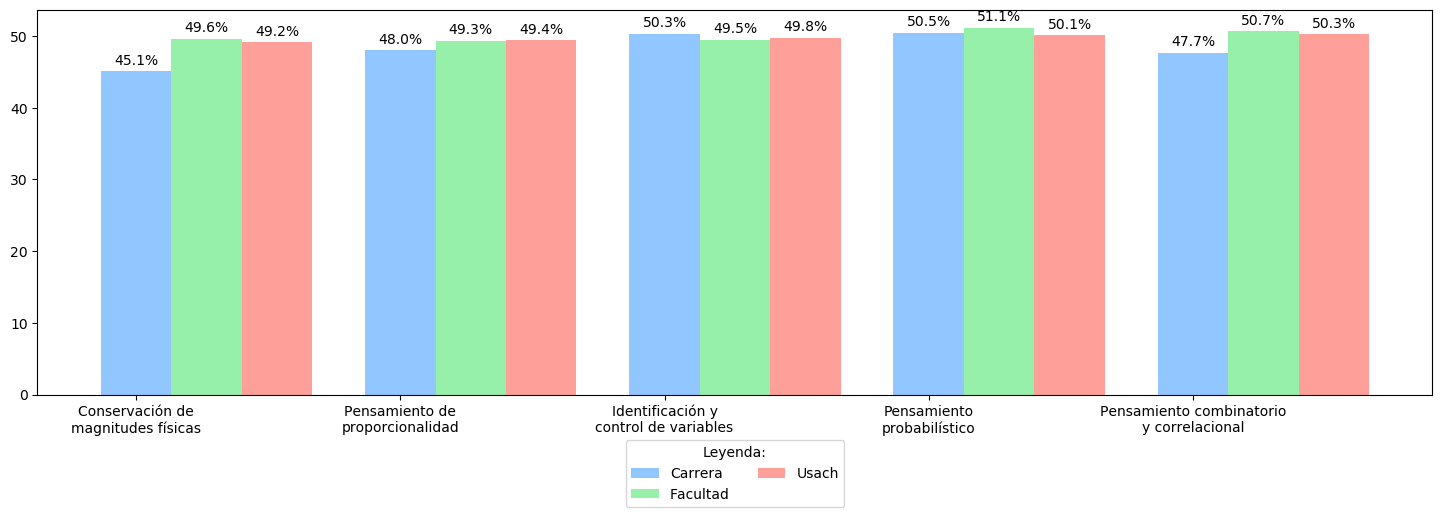 45.1%
49.6%
49.2%
48.0%
49.3%
49.4%
50.3%
49.5%
49.8%
50.5%
51.1%
50.1%
47.7%
50.7%
50.3%
50
40
30
20
10
0
Conservación de
magnitudes físicas
Pensamiento de
proporcionalidad
Identificación y
control de variables
Pensamiento
probabilístico
Pensamiento combinatorio
y correlacional
Leyenda:
Carrera
Facultad
Usach